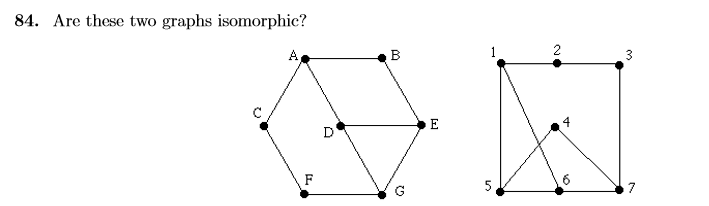 84. Are these two graphs isomorphic?
A B
C D E
F G
1 2 3
4
5 6 7